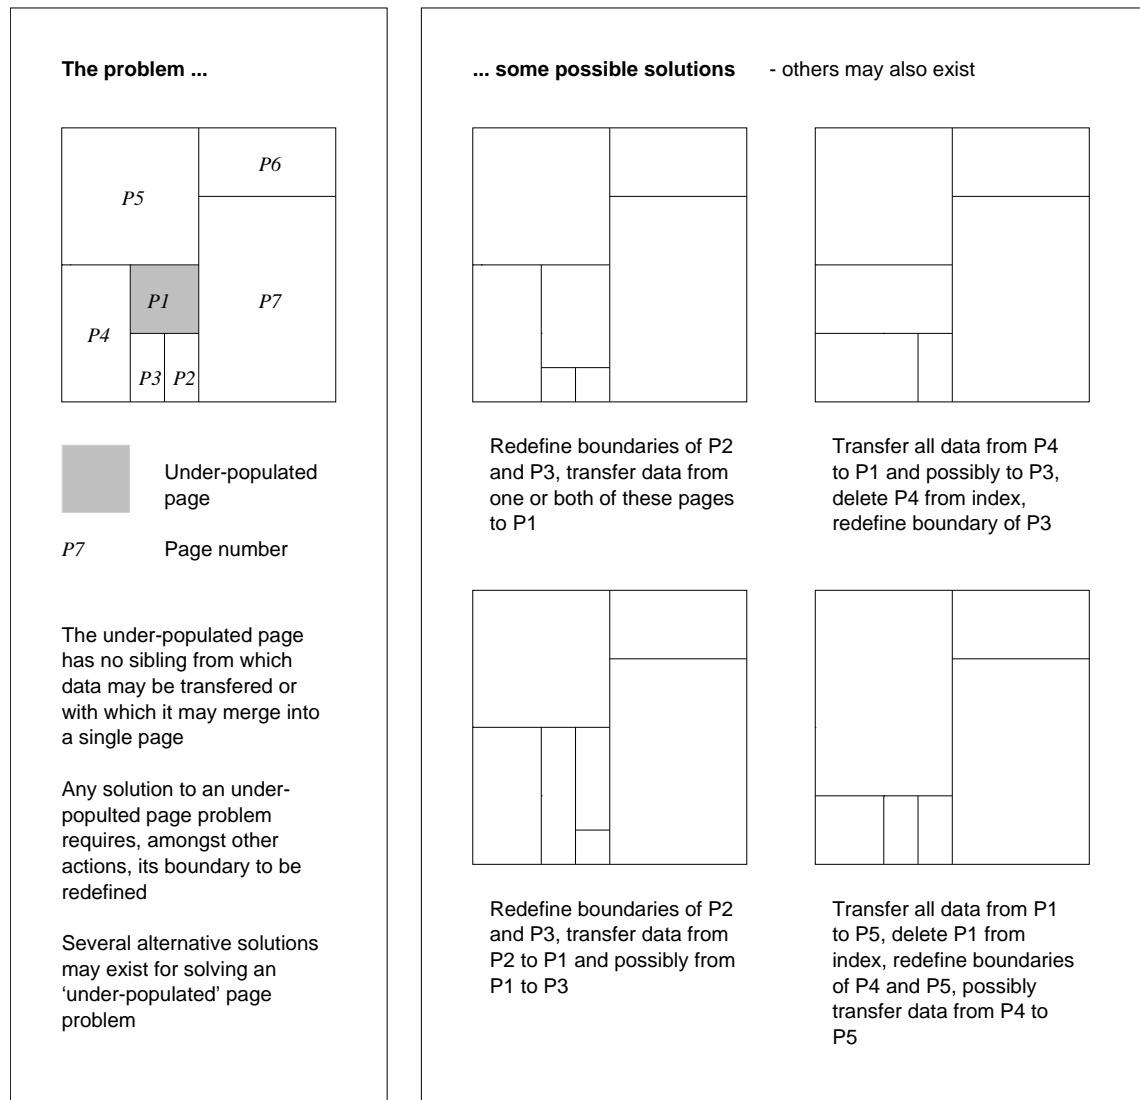 The problem ...
P5
P6
P1
P7
P4
P3
P2
Under-populated
page
P7
Page number
The under-populated page
has no sibling from which
data may be transfered or
with which it may merge into
a single page
Any solution to an under-
populted page problem
requires, amongst other
actions, its boundary to be
redefined
Several alternative solutions
may exist for solving an
‘under-populated’ page
problem
... some possible solutions - others may also exist
Redefine boundaries of P2
and P3, transfer data from
one or both of these pages
to P1
Transfer all data from P4
to P1 and possibly to P3,
delete P4 from index,
redefine boundary of P3
Redefine boundaries of P2
and P3, transfer data from
P2 to P1 and possibly from
P1 to P3
Transfer all data from P1
to P5, delete P1 from
index, redefine boundaries
of P4 and P5, possibly
transfer data from P4 to
P5